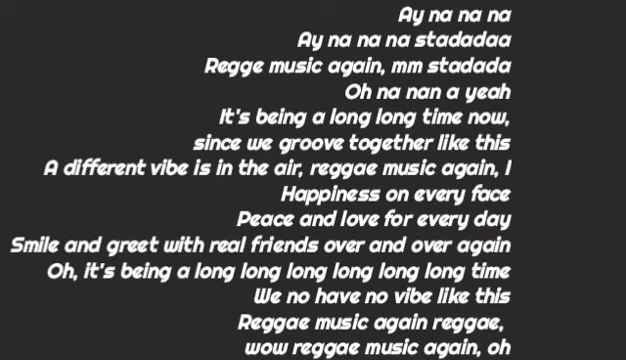 Ay na na na
Ay na na na stadadaa
Regge music again, mm stadada
Oh na nan a yeah
It's being a long long time now,
since we groove together like this
A different vibe is in the air, reggae music again, I
Happiness on every face
Peace and love for every day
Smile and greet with real friends over and over again
Oh, it's being a long long long long long long time
We no have no vibe like this
Reggae music again reggae,
wow reggae music again, oh